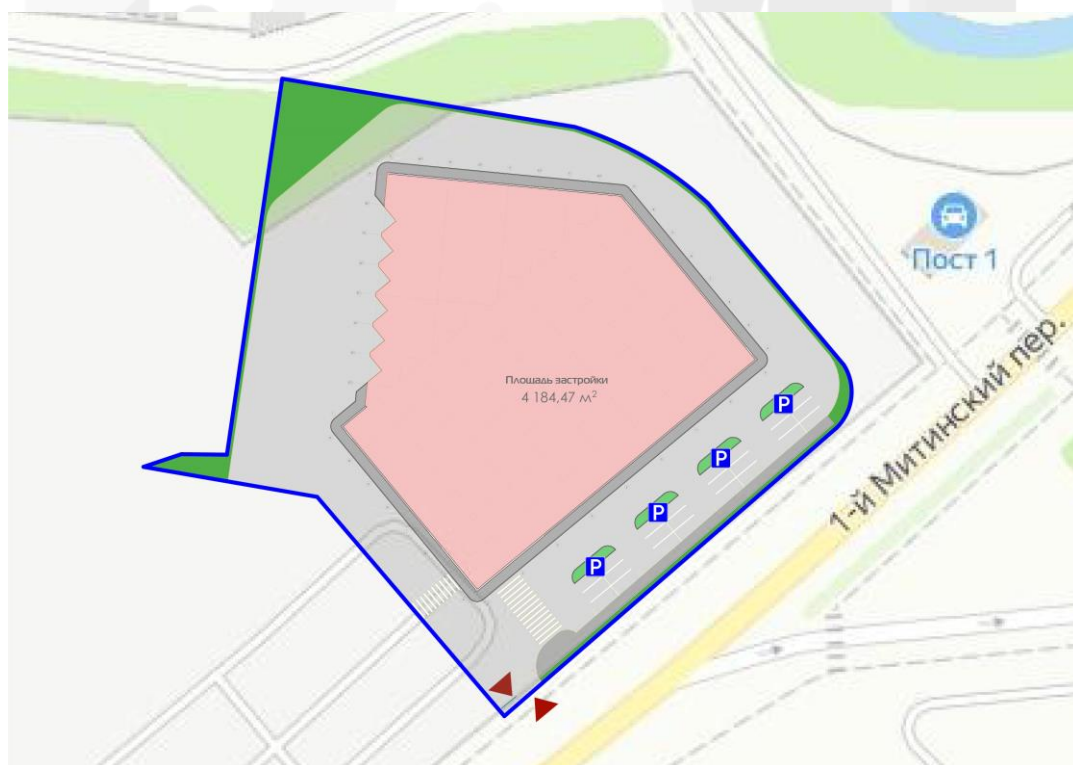 Пост 1
Площадь застройки
4 184,47 м²
P
P
P
P
1-й Митинский пер.